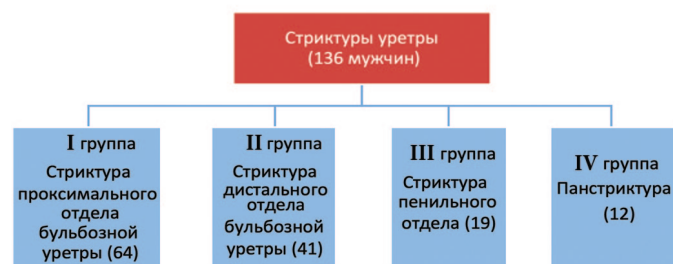 Стриктуры уретры
(136 мужчин)
I группа
Стриктура
проксимального
отдела
бульбозной
уретры (64)
II группа
Стриктура
дистального отдела
бульбозной
уретры (41)
III группа
Стриктура
пенильного
отдела (19)
IV группа
Панстриктура
(12)